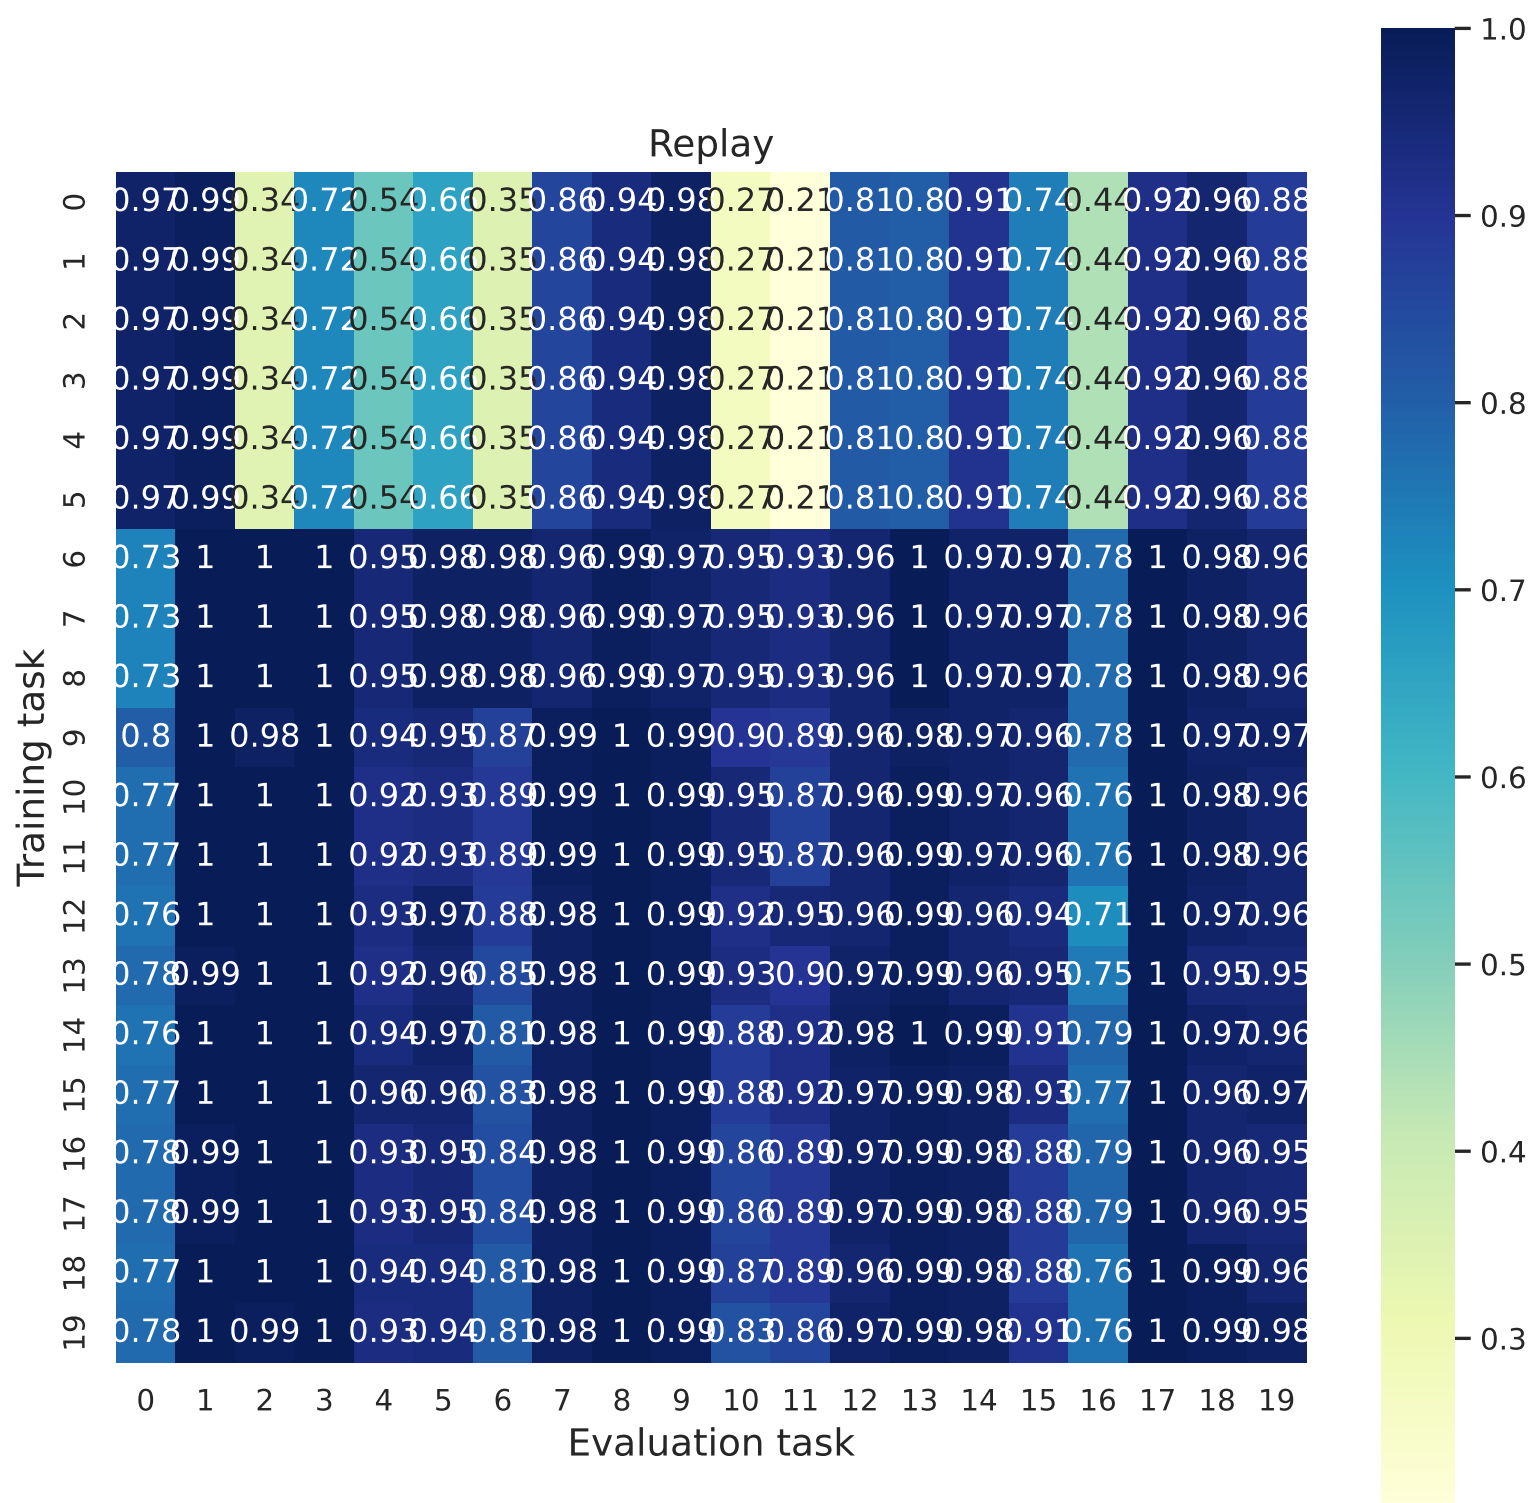 Replay
0 0.97 0.99 0.34 0.72 0.54 0.66 0.35 0.86 0.94 0.98 0.27 0.21 0.81 0.8 0.91 0.74 0.44 0.92 0.96 0.88
1 0.97 0.99 0.34 0.72 0.54 0.66 0.35 0.86 0.94 0.98 0.27 0.21 0.81 0.8 0.91 0.74 0.44 0.92 0.96 0.88
2 0.97 0.99 0.34 0.72 0.54 0.66 0.35 0.86 0.94 0.98 0.27 0.21 0.81 0.8 0.91 0.74 0.44 0.92 0.96 0.88
3 0.97 0.99 0.34 0.72 0.54 0.66 0.35 0.86 0.94 0.98 0.27 0.21 0.81 0.8 0.91 0.74 0.44 0.92 0.96 0.88
4 0.97 0.99 0.34 0.72 0.54 0.66 0.35 0.86 0.94 0.98 0.27 0.21 0.81 0.8 0.91 0.74 0.44 0.92 0.96 0.88
5 0.97 0.99 0.34 0.72 0.54 0.66 0.35 0.86 0.94 0.98 0.27 0.21 0.81 0.8 0.91 0.74 0.44 0.92 0.96 0.88
6 0.73 1 1 1 0.95 0.98 0.98 0.96 0.99 0.97 0.95 0.93 0.96 1 0.97 0.97 0.78 1 0.98 0.96
7 0.73 1 1 1 0.95 0.98 0.98 0.96 0.99 0.97 0.95 0.93 0.96 1 0.97 0.97 0.78 1 0.98 0.96
8 0.73 1 1 1 0.95 0.98 0.98 0.96 0.99 0.97 0.95 0.93 0.96 1 0.97 0.97 0.78 1 0.98 0.96
9 0.8 1 0.98 1 0.94 0.95 0.87 0.99 1 0.99 0.9 0.89 0.96 0.98 0.97 0.96 0.78 1 0.97 0.97
10 0.77 1 1 1 0.92 0.93 0.89 0.99 1 0.99 0.95 0.87 0.96 0.99 0.97 0.96 0.76 1 0.98 0.96
11 0.77 1 1 1 0.92 0.93 0.89 0.99 1 0.99 0.95 0.87 0.96 0.99 0.97 0.96 0.76 1 0.98 0.96
12 0.76 1 1 1 0.93 0.97 0.88 0.98 1 0.99 0.92 0.95 0.96 0.99 0.96 0.94 0.71 1 0.97 0.96
13 0.78 0.99 1 1 0.92 0.96 0.85 0.98 1 0.99 0.93 0.9 0.97 0.99 0.96 0.95 0.75 1 0.95 0.95
14 0.76 1 1 1 0.94 0.97 0.81 0.98 1 0.99 0.88 0.92 0.98 1 0.99 0.91 0.79 1 0.97 0.96
15 0.77 1 1 1 0.96 0.96 0.83 0.98 1 0.99 0.88 0.92 0.97 0.99 0.98 0.93 0.77 1 0.96 0.97
16 0.78 0.99 1 1 0.93 0.95 0.84 0.98 1 0.99 0.86 0.89 0.97 0.99 0.98 0.88 0.79 1 0.96 0.95
17 0.78 0.99 1 1 0.93 0.95 0.84 0.98 1 0.99 0.86 0.89 0.97 0.99 0.98 0.88 0.79 1 0.96 0.95
18 0.77 1 1 1 0.94 0.94 0.81 0.98 1 0.99 0.87 0.89 0.96 0.99 0.98 0.88 0.76 1 0.99 0.96
19 0.78 1 0.99 1 0.93 0.94 0.81 0.98 1 0.99 0.83 0.86 0.97 0.99 0.98 0.91 0.76 1 0.99 0.98
0 1 2 3 4 5 6 7 8 9 10 11 12 13 14 15 16 17 18 19
Evaluation task
Training task
1.0
0.9
0.8
0.7
0.6
0.5
0.4
0.3